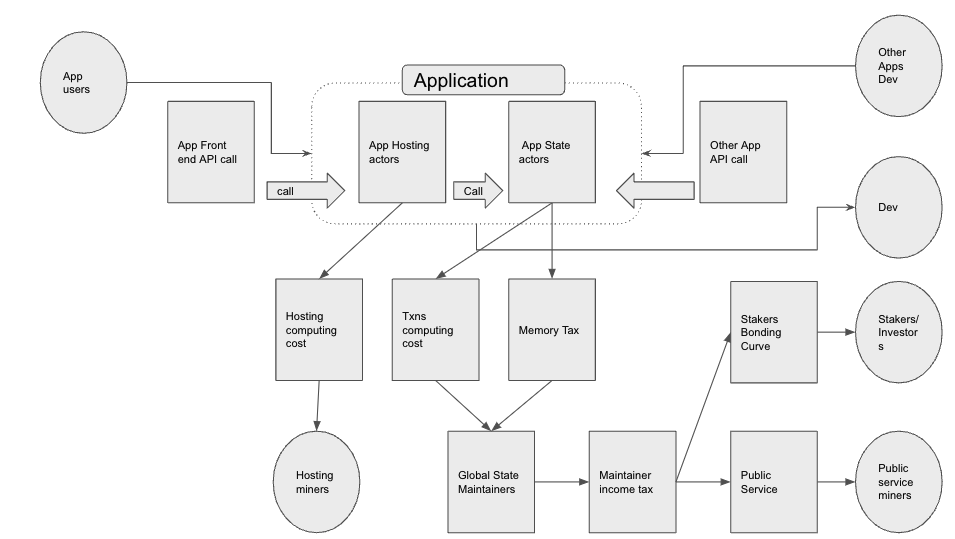 Application
App
users
Other
Apps
Dev
App Front
end API call
App Hosting
actors
App State
actors
Other App
API call
call
Call
Dev
Hosting
computing
cost
Txns
computing
cost
Memory Tax
Stakers
Bonding
Curve
Stakers/
Investor
s
Hosting
miners
Global State
Maintainers
Maintainer
income tax
Public
Service
Public
service
miners